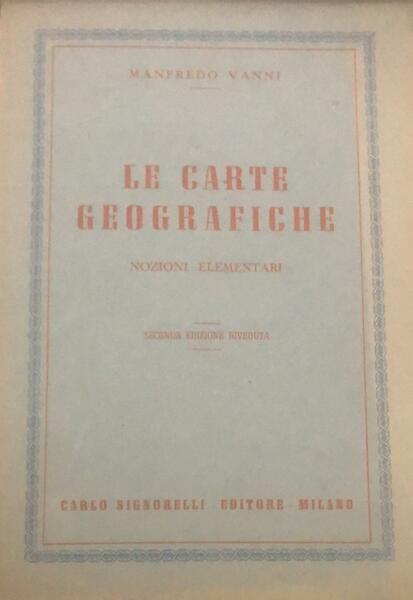 MANFREDO VANNI
LE CARTE
GEOGRAFICHE
NOZIONI ELEMENTARI
SECONDA EDIZIONE RIVEDUTA
CARLO SIGNORELLI - EDITORE - MILANO